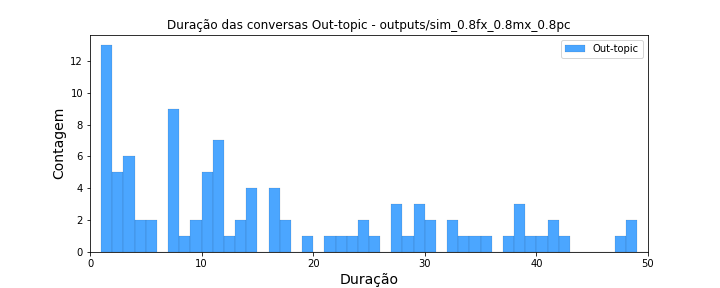 Duração das conversas Out-topic - outputs/sim_0.8fx_0.8mx_0.8pc
Out-topic
Contagem
12
10
8
6
4
2
0
0 10 20 30 40 50
Duração